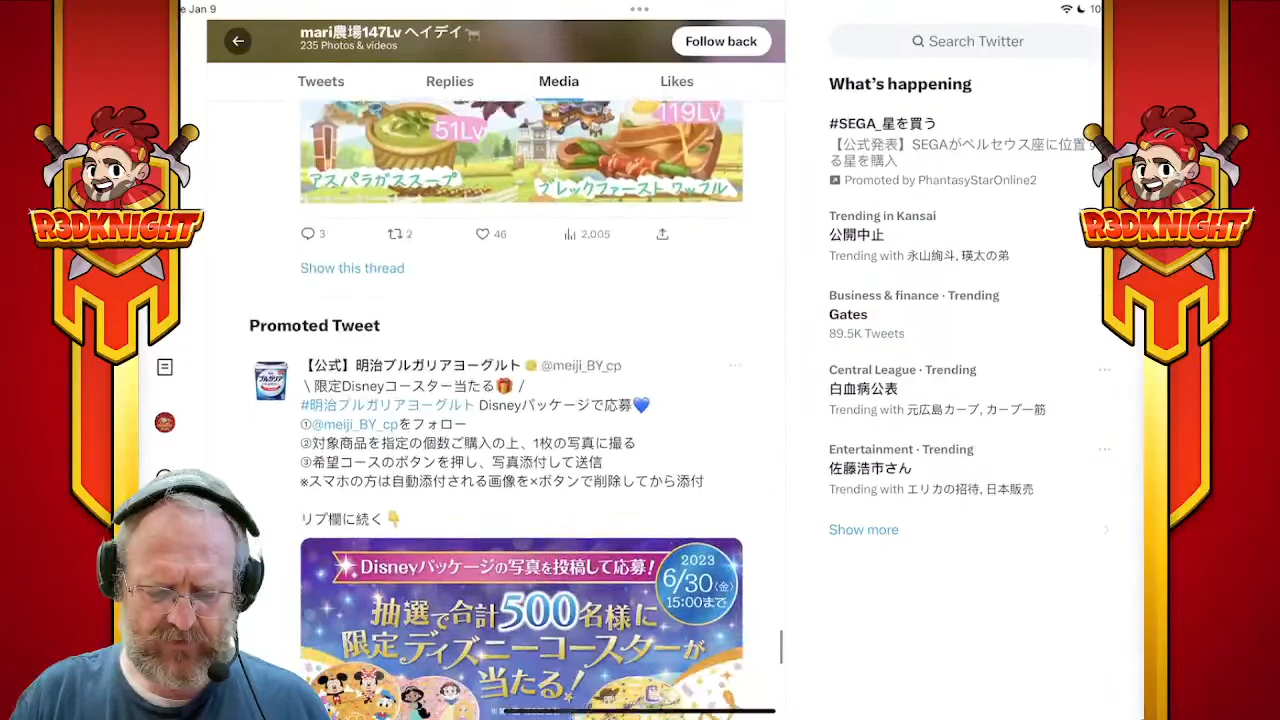 e Jan 9
10
mari農場147Lv ヘイデイ
235 Photos & videos
Follow back
Tweets
Replies
Media
Likes
51Lv
119Lv
アスパラガススープ
ブレックファースト ワッフル
3
2
46
2,005
Show this thread
Promoted Tweet
【公式】明治ブルガリアヨーグルト @meiji_BY_cp
\ 限定Disneyコースター当たる🎁 /
#明治ブルガリアヨーグルト Disneyパッケージで応募💙
①@meiji_BY_cpをフォロー
②対象商品を指定の個数ご購入の上、1枚の写真に撮る
③希望コースのボタンを押し、写真添付して送信
※スマホの方は自動添付される画像を×ボタンで削除してから添付
リプ欄に続く👇
Disneyパッケージの写真を投稿して応募!
2023
6/30(金)
15:00まで
抽選で合計500名様に
限定ディズニーコースターが
当たる!
Search Twitter
What's happening
#SEGA_星を買う
【公式発表】SEGAがペルセウス座に位置す
る星を購入
Promoted by PhantasyStarOnline2
Trending in Kansai
公開中止
Trending with 永山絢斗, 瑛太の弟
Business & finance · Trending
Gates
89.5K Tweets
Central League · Trending
白血病公表
Trending with 元広島カープ, カープ一筋
Entertainment · Trending
佐藤浩市さん
Trending with エリカの招待, 日本販売
Show more
R3DKNIGHT
R3DKNIGHT